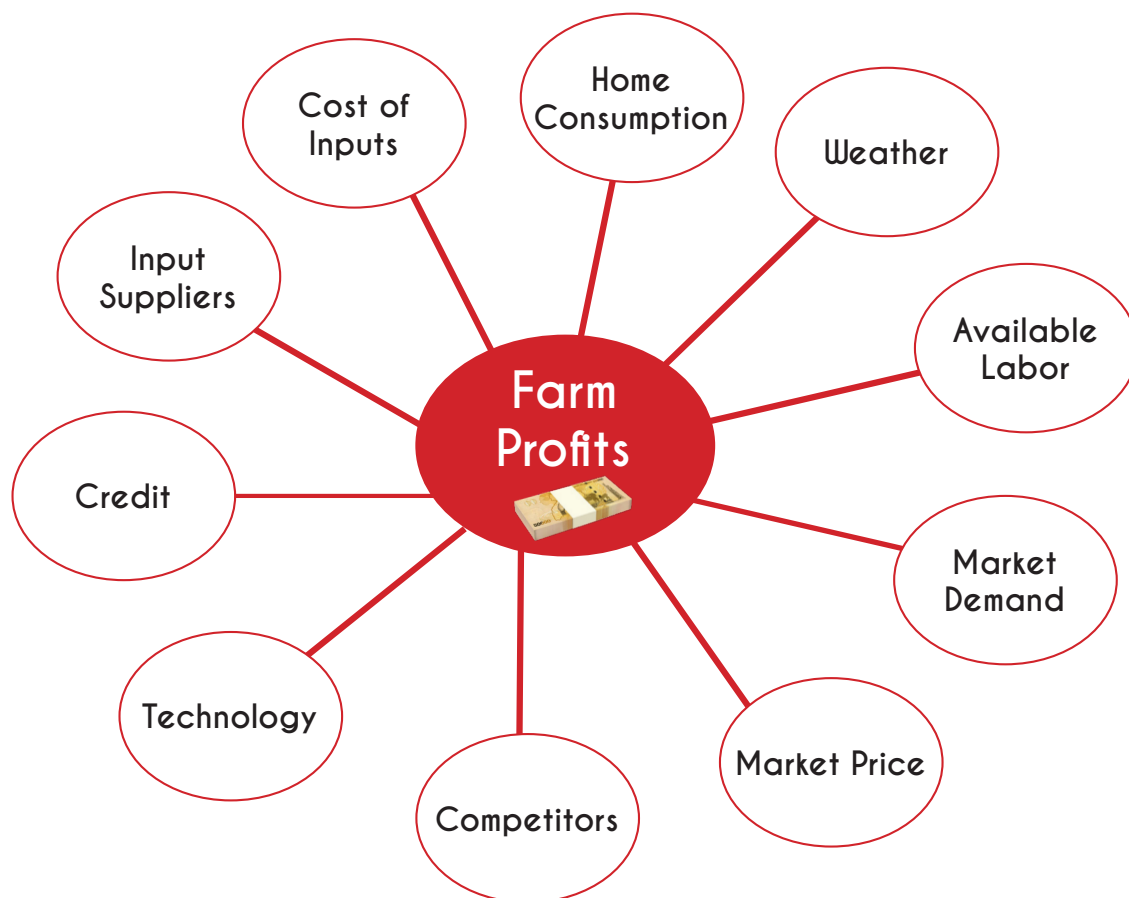 Home
Consumption
Cost of
Inputs
Weather
Input
Suppliers
Available
Labor
Farm
Profits
Credit
Market
Demand
Technology
Market Price
Competitors